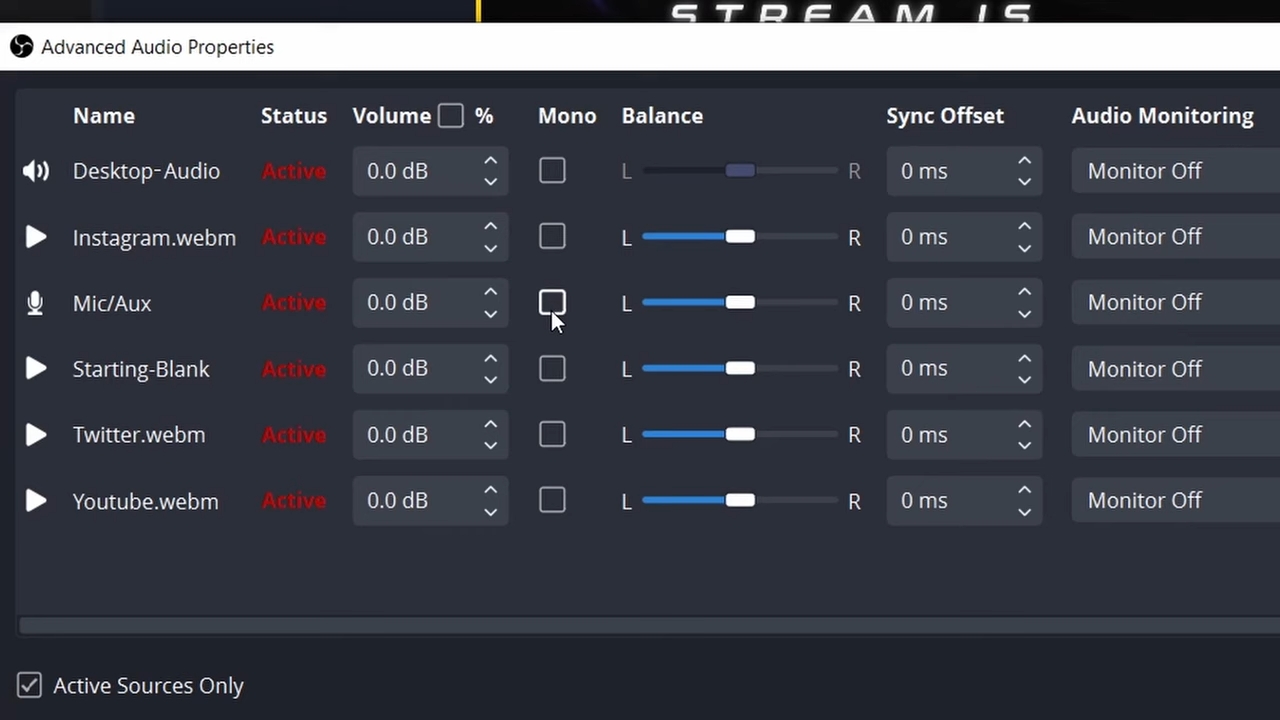 STREAM IS
Advanced Audio Properties
Name Status Volume % Mono Balance Sync Offset Audio Monitoring
Desktop-Audio Active 0.0 dB L R 0 ms Monitor Off
Instagram.webm Active 0.0 dB L R 0 ms Monitor Off
Mic/Aux Active 0.0 dB L R 0 ms Monitor Off
Starting-Blank Active 0.0 dB L R 0 ms Monitor Off
Twitter.webm Active 0.0 dB L R 0 ms Monitor Off
Youtube.webm Active 0.0 dB L R 0 ms Monitor Off
Active Sources Only